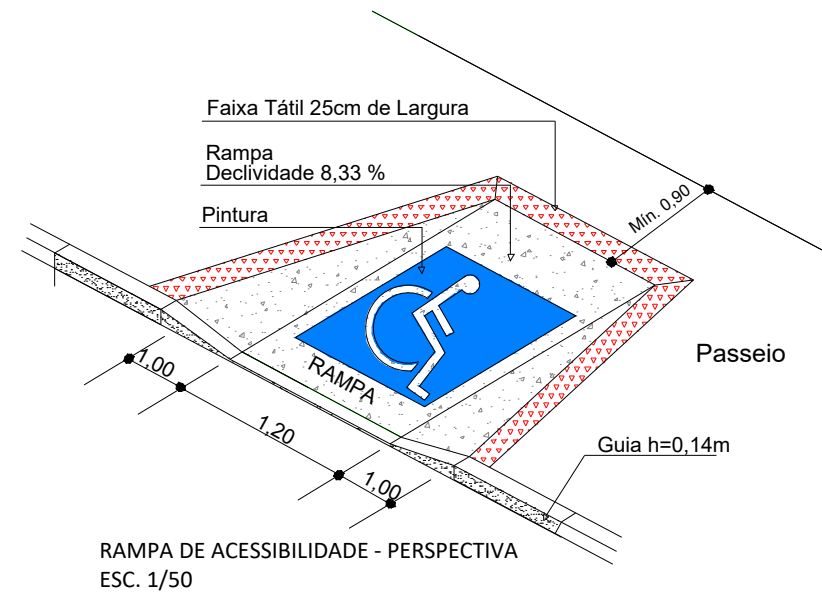 Faixa Tátil 25cm de Largura
Rampa
Declividade 8,33 %
Pintura
Mín. 0,90
RAMPA
Passeio
1,00
1,20
1,00
Guia h=0,14m
RAMPA DE ACESSIBILIDADE - PERSPECTIVA
ESC. 1/50